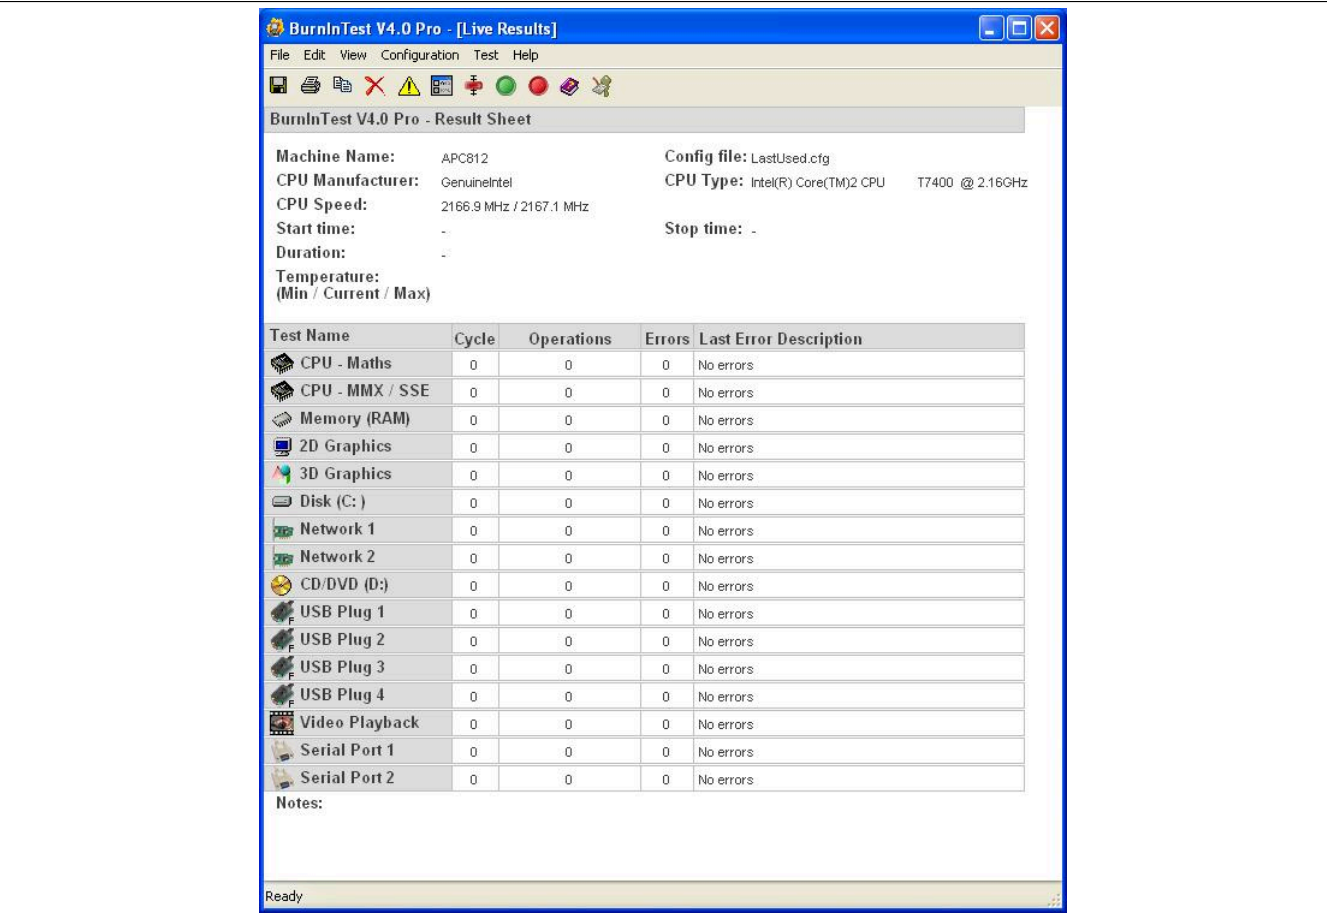 BurnInTest V4.0 Pro - [Live Results]
File Edit View Configuration Test Help
BurnInTest V4.0 Pro - Result Sheet
Machine Name: APC812 Config file: LastUsed.cfg
CPU Manufacturer: GenuineIntel CPU Type: Intel(R) Core(TM)2 CPU T7400 @ 2.16GHz
CPU Speed: 2166.9 MHz / 2167.1 MHz
Start time: - Stop time: -
Duration: -
Temperature:
(Min / Current / Max)
Test Name Cycle Operations Errors Last Error Description
CPU - Maths 0 0 0 No errors
CPU - MMX / SSE 0 0 0 No errors
Memory (RAM) 0 0 0 No errors
2D Graphics 0 0 0 No errors
3D Graphics 0 0 0 No errors
Disk (C: ) 0 0 0 No errors
Network 1 0 0 0 No errors
Network 2 0 0 0 No errors
CD/DVD (D:) 0 0 0 No errors
F USB Plug 1 0 0 0 No errors
F USB Plug 2 0 0 0 No errors
F USB Plug 3 0 0 0 No errors
F USB Plug 4 0 0 0 No errors
Video Playback 0 0 0 No errors
Serial Port 1 0 0 0 No errors
Serial Port 2 0 0 0 No errors
Notes:
Ready